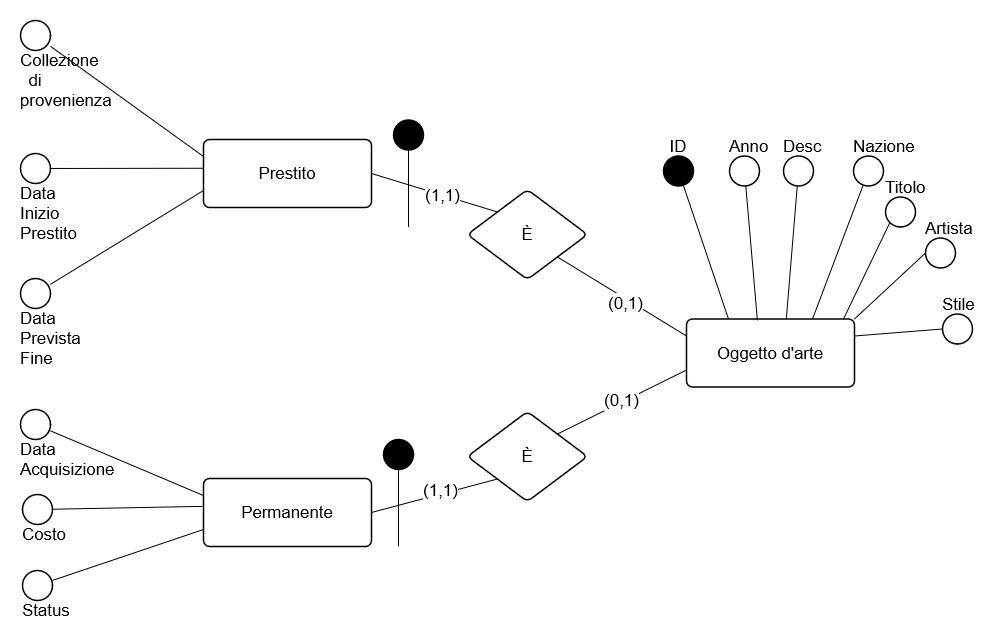 Collezione
di
provenienza
Prestito
Data
Inizio
Prestito
Data
Prevista
Fine
(1,1)
È
(0,1)
ID
Anno
Desc
Nazione
Titolo
Artista
Stile
Oggetto d'arte
(0,1)
È
(1,1)
Data
Acquisizione
Permanente
Costo
Status